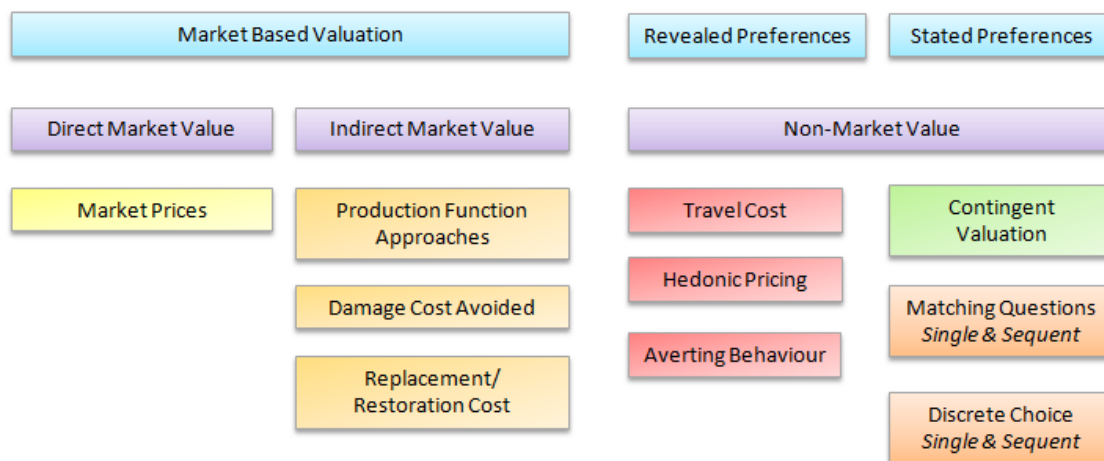 Market Based Valuation
Revealed Preferences
Stated Preferences
Direct Market Value
Indirect Market Value
Non-Market Value
Market Prices
Production Function
Approaches
Damage Cost Avoided
Replacement/
Restoration Cost
Travel Cost
Hedonic Pricing
Averting Behaviour
Contingent
Valuation
Matching Questions
Single & Sequent
Discrete Choice
Single & Sequent